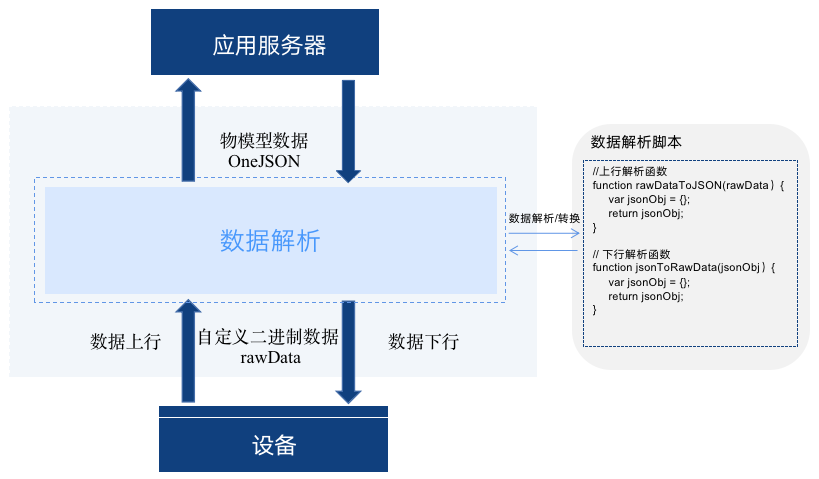 应用服务器
物模型数据
OneJSON
数据解析
数据解析/转换
数据上行
自定义二进制数据
rawData
数据下行
设备
数据解析脚本
//上行解析函数
function rawDataToJSON(rawData）{
var jsonObj = {};
return jsonObj;
}
// 下行解析函数
function jsonToRawData(jsonObj）{
var jsonObj = {};
return jsonObj;
}